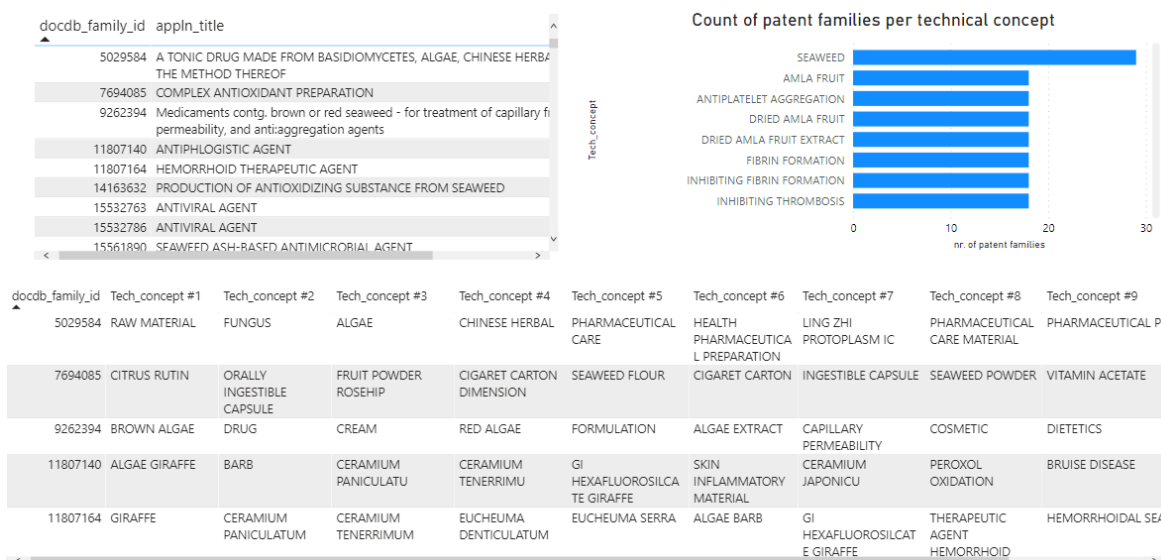 docdb_family_id appln_title
5029584 A TONIC DRUG MADE FROM BASIDIOMYCETES, ALGAE, CHINESE HERBA
THE METHOD THEREOF
7694085 COMPLEX ANTIOXIDANT PREPARATION
9262394 Medicaments contg. brown or red seaweed - for treatment of capillary fr
permeability, and anti:aggregation agents
11807140 ANTIPHLOGISTIC AGENT
11807164 HEMORRHOID THERAPEUTIC AGENT
14163632 PRODUCTION OF ANTIOXIDIZING SUBSTANCE FROM SEAWEED
15532763 ANTIVIRAL AGENT
15532786 ANTIVIRAL AGENT
15561890 SEAWEED ASH-BASED ANTIMICROBIAL AGENT
Count of patent families per technical concept
Tech_concept
SEAWEED
AMLA FRUIT
ANTIPLATELET AGGREGATION
DRIED AMLA FRUIT
DRIED AMLA FRUIT EXTRACT
FIBRIN FORMATION
INHIBITING FIBRIN FORMATION
INHIBITING THROMBOSIS
0 10 20 30
nr. of patent families
docdb_family_id Tech_concept #1 Tech_concept #2 Tech_concept #3 Tech_concept #4 Tech_concept #5 Tech_concept #6 Tech_concept #7 Tech_concept #8 Tech_concept #9
5029584 RAW MATERIAL FUNGUS ALGAE CHINESE HERBAL PHARMACEUTICAL HEALTH LING ZHI PHARMACEUTICAL PHARMACEUTICAL P
CARE PHARMACEUTICA PROTOPLASM IC CARE MATERIAL
L PREPARATION
7694085 CITRUS RUTIN ORALLY FRUIT POWDER CIGARET CARTON SEAWEED FLOUR CIGARET CARTON INGESTIBLE CAPSULE SEAWEED POWDER VITAMIN ACETATE
INGESTIBLE ROSEHIP DIMENSION
CAPSULE
9262394 BROWN ALGAE DRUG CREAM RED ALGAE FORMULATION ALGAE EXTRACT CAPILLARY COSMETIC DIETETICS
PERMEABILITY
11807140 ALGAE GIRAFFE BARB CERAMIUM CERAMIUM GI SKIN CERAMIUM PEROXOL BRUISE DISEASE
PANICULATU TENERRIMU HEXAFLUOROSILCA INFLAMMATORY JAPONICU OXIDATION
TE GIRAFFE MATERIAL
11807164 GIRAFFE CERAMIUM CERAMIUM EUCHEUMA EUCHEUMA SERRA ALGAE BARB GI THERAPEUTIC HEMORRHOIDAL SEA
PANICULATUM TENERRIMUM DENTICULATUM HEXAFLUOROSILCAT AGENT
E GIRAFFE HEMORRHOID